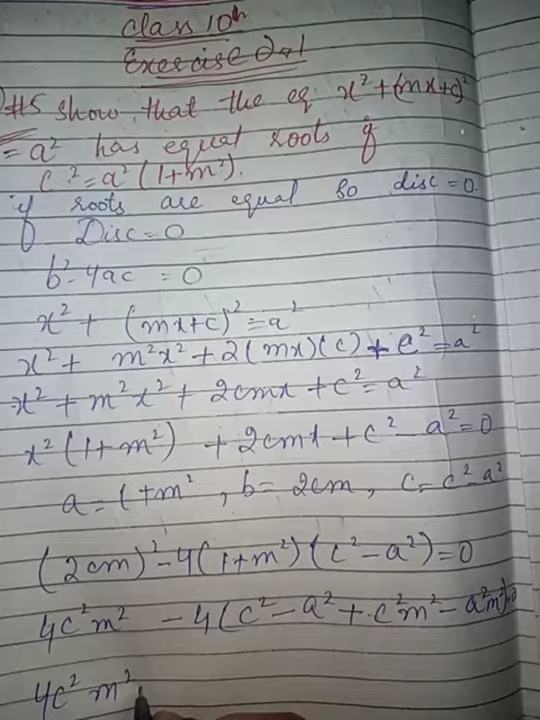 Class 10th
Exercise 2.1
#5 Show that the eq x² + (mx+c)²
= a² has equal roots if
c² = a²(1+m²).
if roots are equal so disc = 0.
Disc = 0
b² - 4ac = 0
x² + (mx+c)² = a²
x² + m²x² + 2(mx)(c) + c² = a²
x² + m²x² + 2cmx + c² = a²
x²(1+m²) + 2cmx + c² - a² = 0
a = 1+m², b = 2cm, c = c² - a²
(2cm)² - 4(1+m²)(c² - a²) = 0
4c²m² - 4(c² - a² + c²m² - a²m²)=0
4c²m²